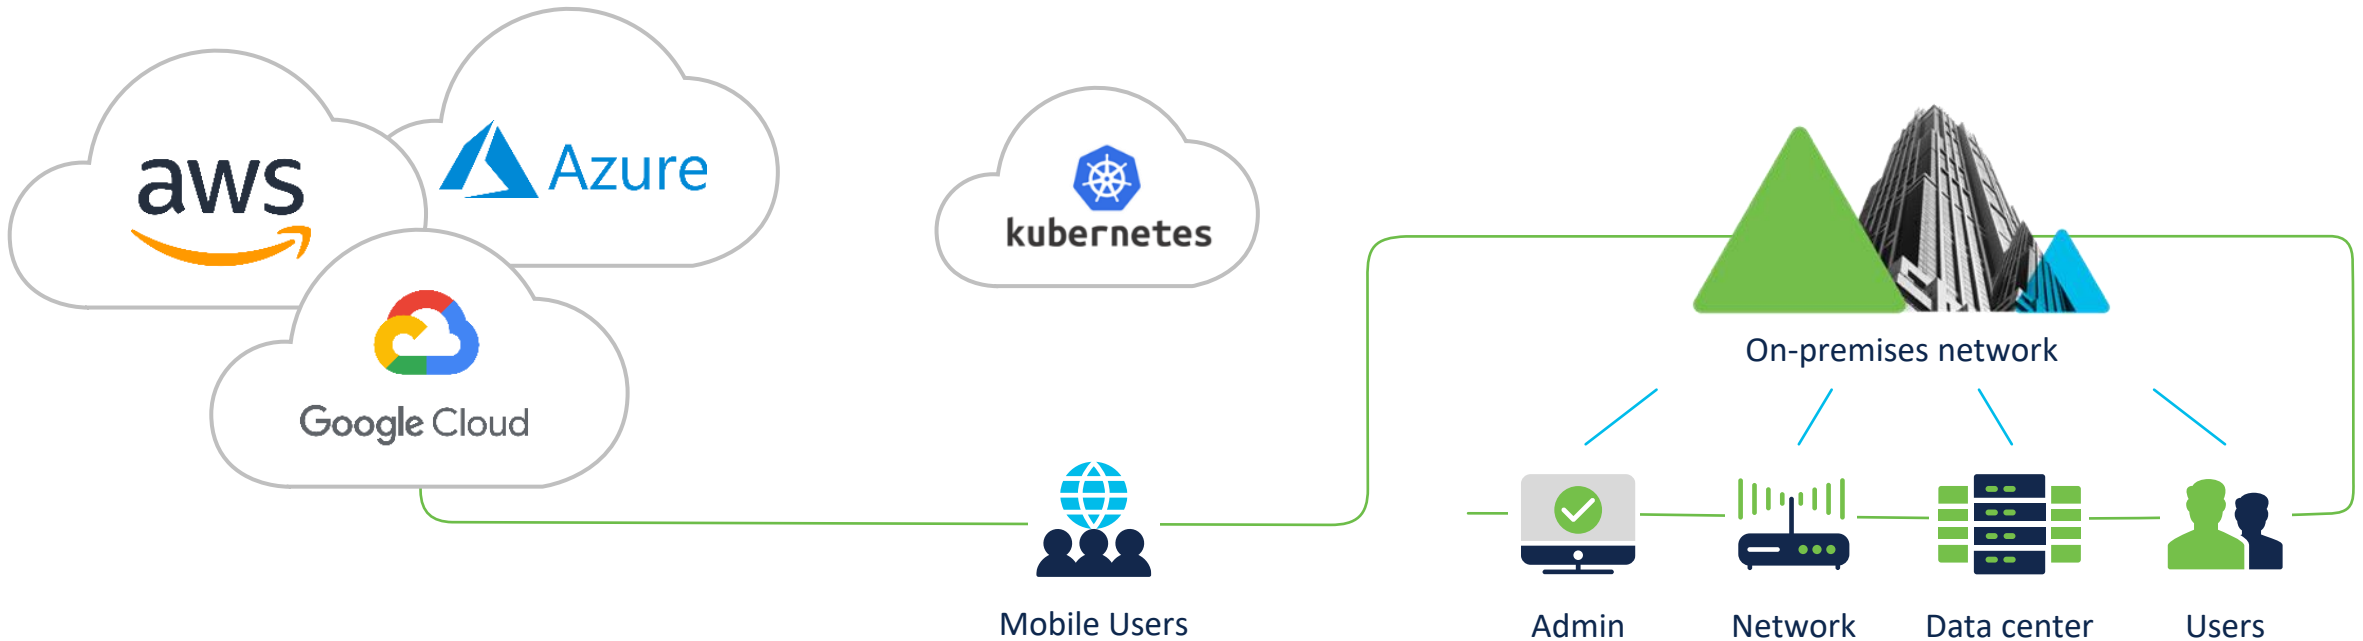 aws
Azure
Google Cloud
kubernetes
On-premises network
Mobile Users
Admin
Network
Data center
Users